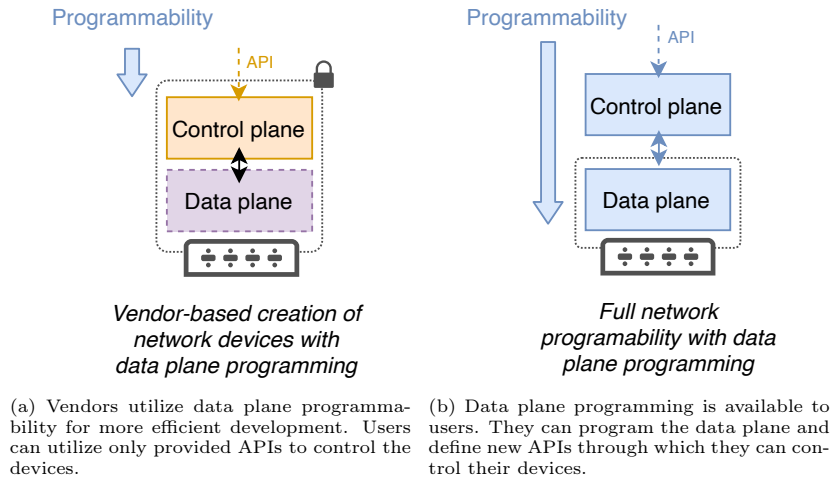 Programmability
API
Control plane
Data plane
Vendor-based creation of
network devices with
data plane programming
(a) Vendors utilize data plane programma-
bility for more efficient development. Users
can utilize only provided APIs to control the
devices.
Programmability
API
Control plane
Data plane
Full network
programability with data
plane programming
(b) Data plane programming is available to
users. They can program the data plane and
define new APIs through which they can con-
trol their devices.